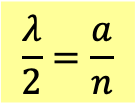 λ/2 = a/n